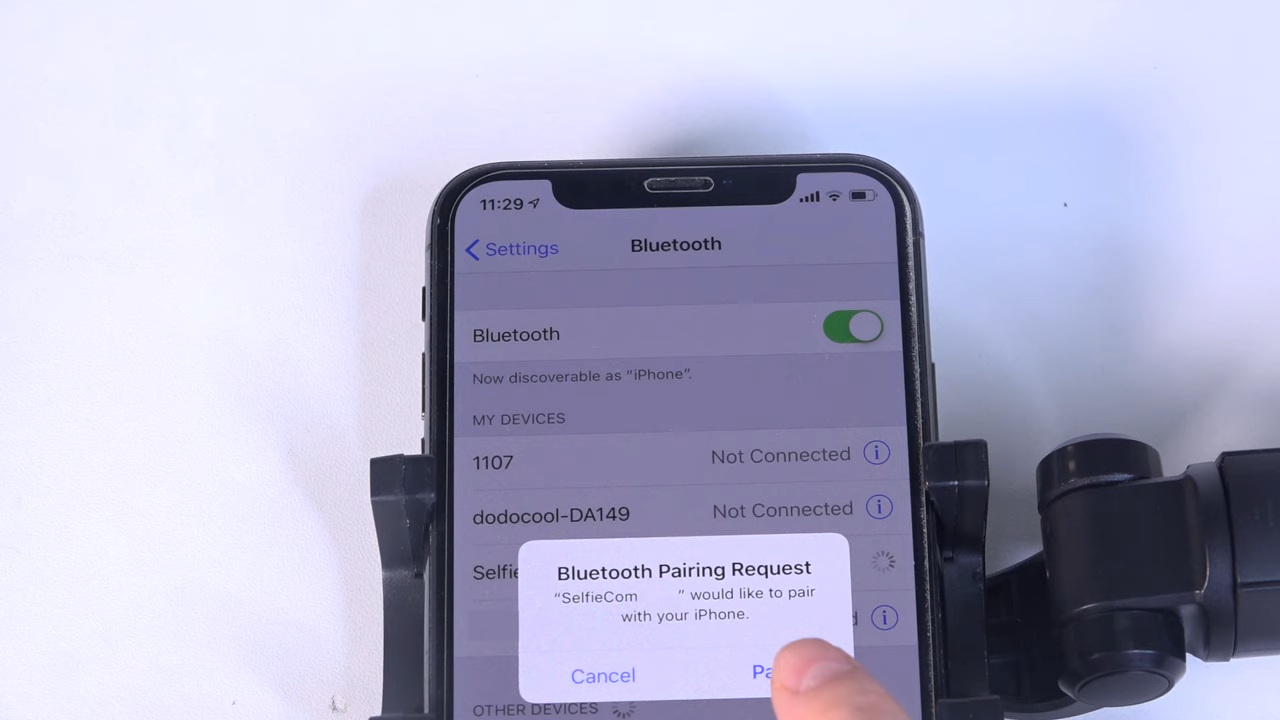 11:29
Settings
Bluetooth
Bluetooth
Now discoverable as “iPhone”.
MY DEVICES
1107 Not Connected
dodocool-DA149 Not Connected
Selfie
Bluetooth Pairing Request
“SelfieCom ” would like to pair
with your iPhone.
Cancel
OTHER DEVICES